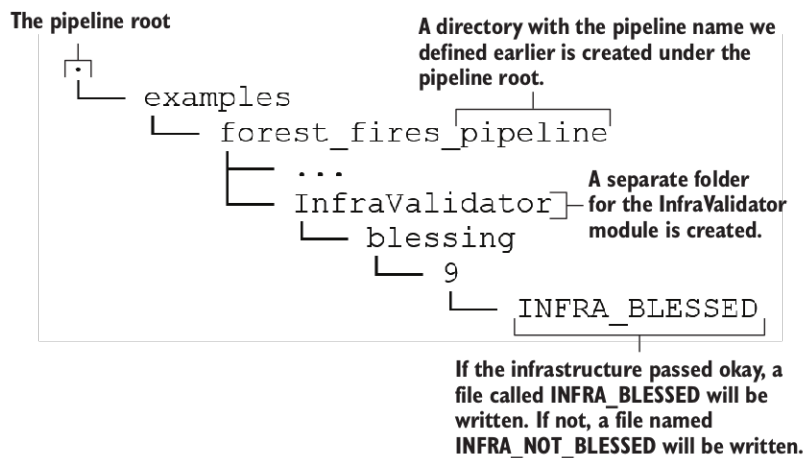 The pipeline root
A directory with the pipeline name we
defined earlier is created under the
pipeline root.
.
examples
forest_fires_pipeline
...
InfraValidator
A separate folder
for the InfraValidator
module is created.
blessing
9
INFRA_BLESSED
If the infrastructure passed okay, a
file called INFRA_BLESSED will be
written. If not, a file named
INFRA_NOT_BLESSED will be written.